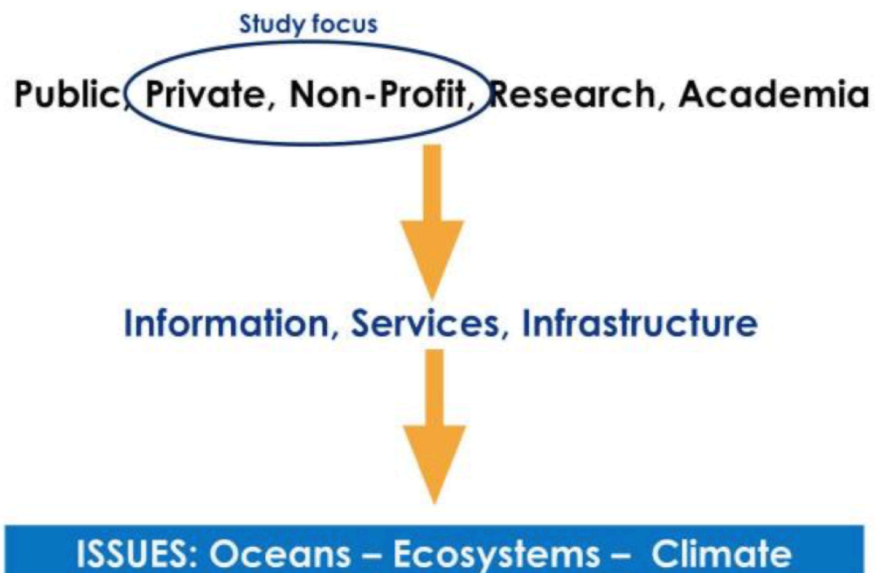 Study focus
Public, Private, Non-Profit, Research, Academia
Information, Services, Infrastructure
ISSUES: Oceans – Ecosystems – Climate